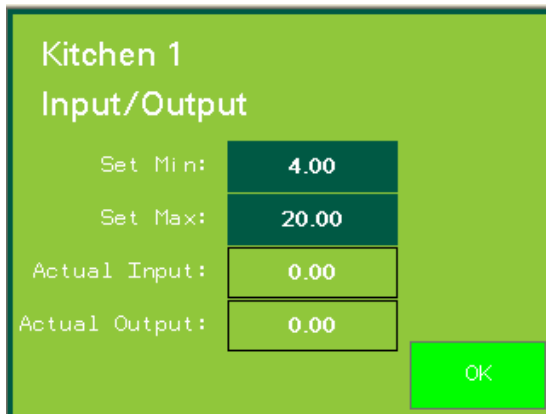 Kitchen 1
Input/Output
Set Min: 4.00
Set Max: 20.00
Actual Input: 0.00
Actual Output: 0.00
OK